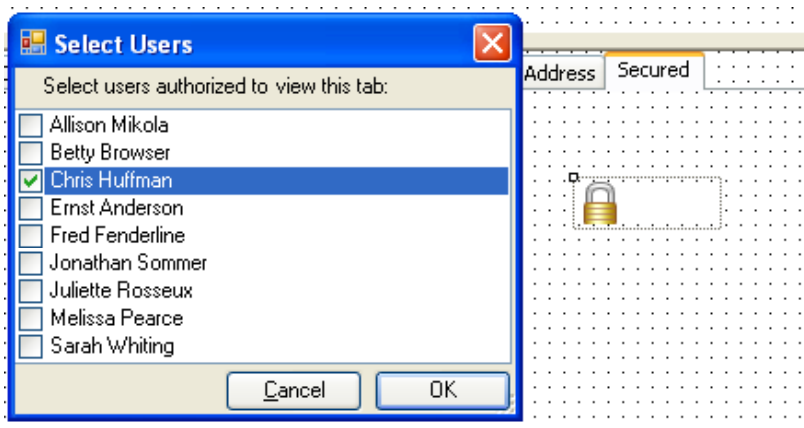 Select Users
Select users authorized to view this tab:
Allison Mikola
Betty Browser
Chris Huffman
Ernst Anderson
Fred Fenderline
Jonathan Sommer
Juliette Rosseux
Melissa Pearce
Sarah Whiting
Cancel OK
Address Secured